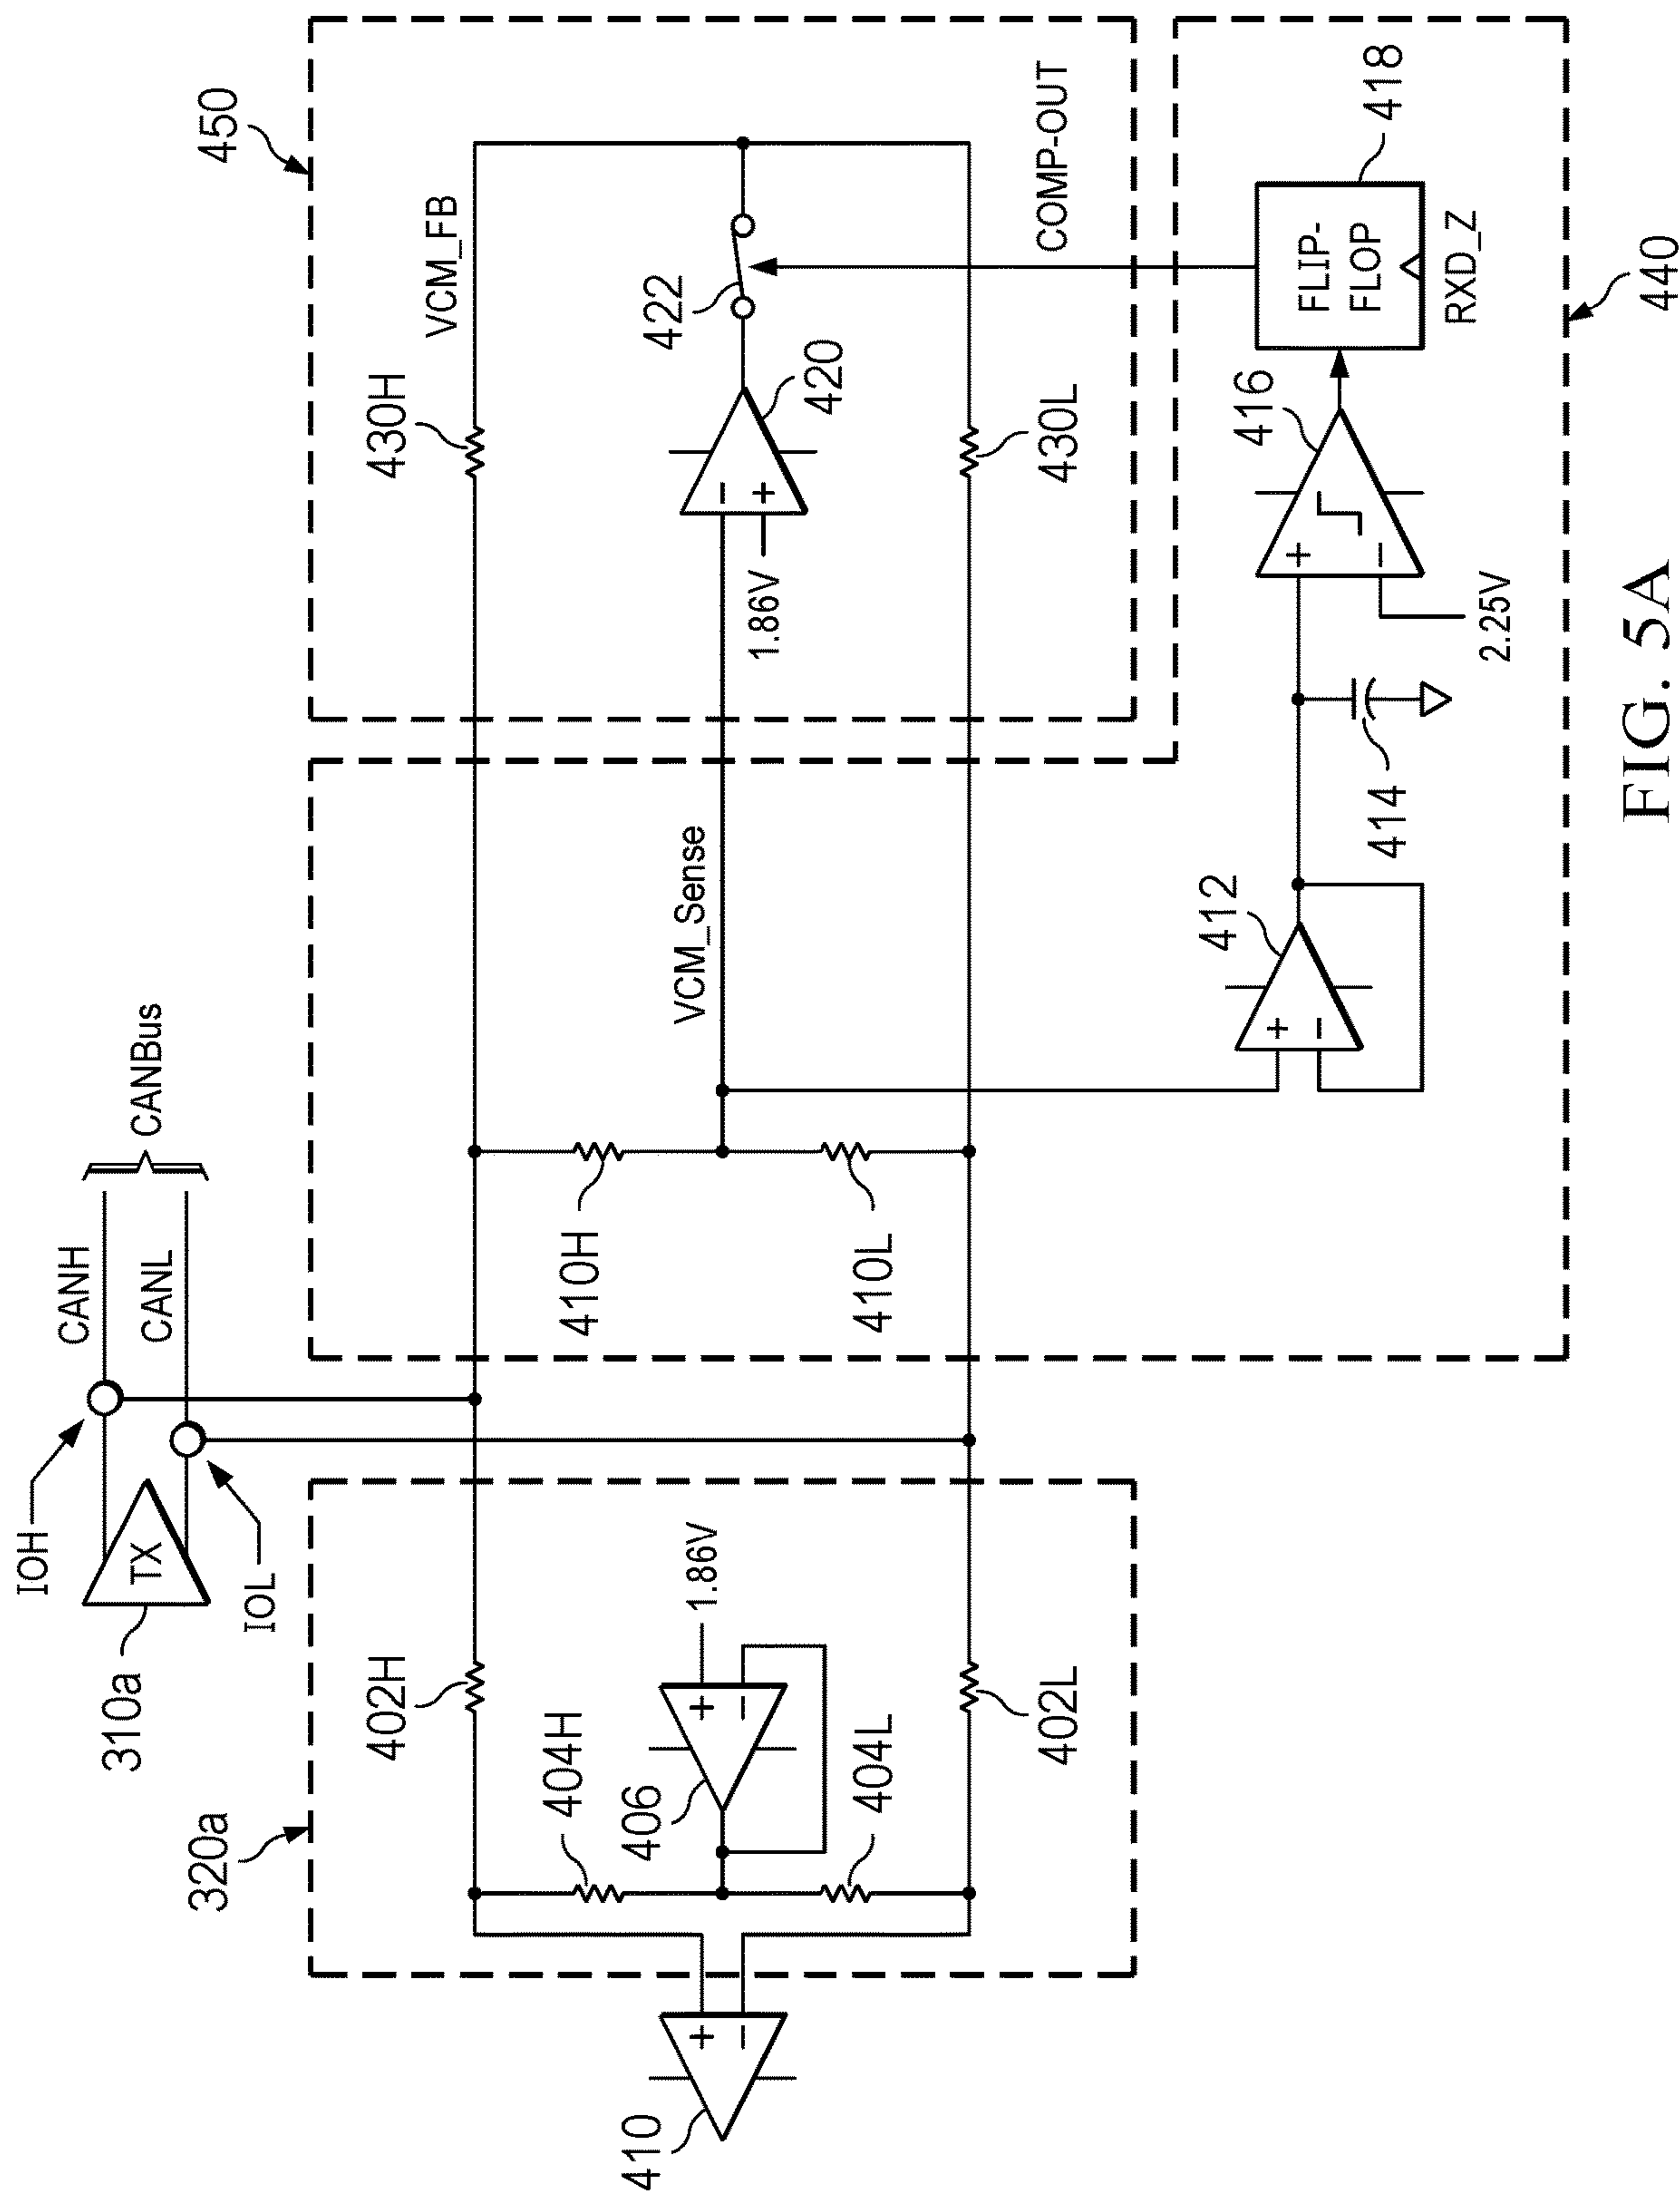 450
VCM_FB
430H
422
420
1.86V
430L
COMP-OUT
418
FLIP-
FLOP
RXD_Z
416
440
2.25V
414
412
VCM_Sense
CANBus
CANH
CANL
410H
410L
IOH
TX
IOL
310a
320a
402H
1.86V
404H
406
404L
402L
410
+
−
+
−
−
+
+
−
+
−
FIG. 5A